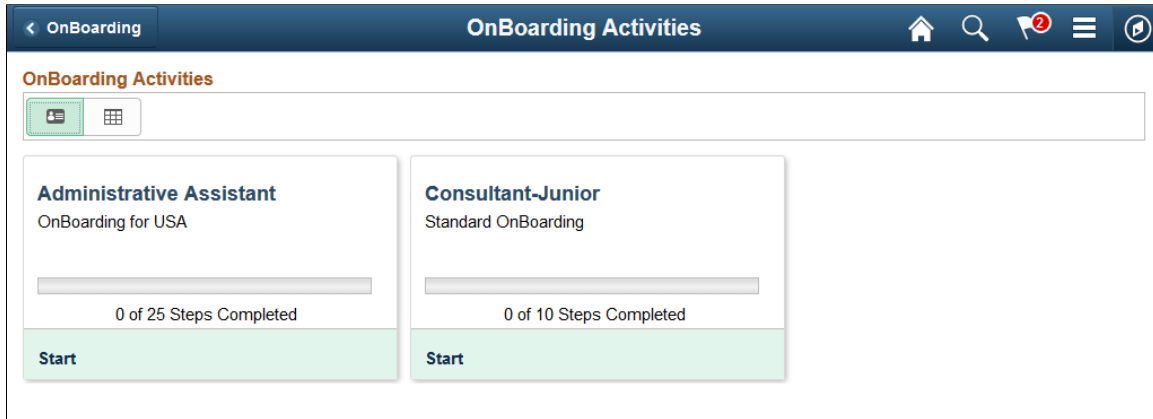 OnBoarding
OnBoarding Activities
2
OnBoarding Activities
Administrative Assistant
OnBoarding for USA
0 of 25 Steps Completed
Start
Consultant-Junior
Standard OnBoarding
0 of 10 Steps Completed
Start